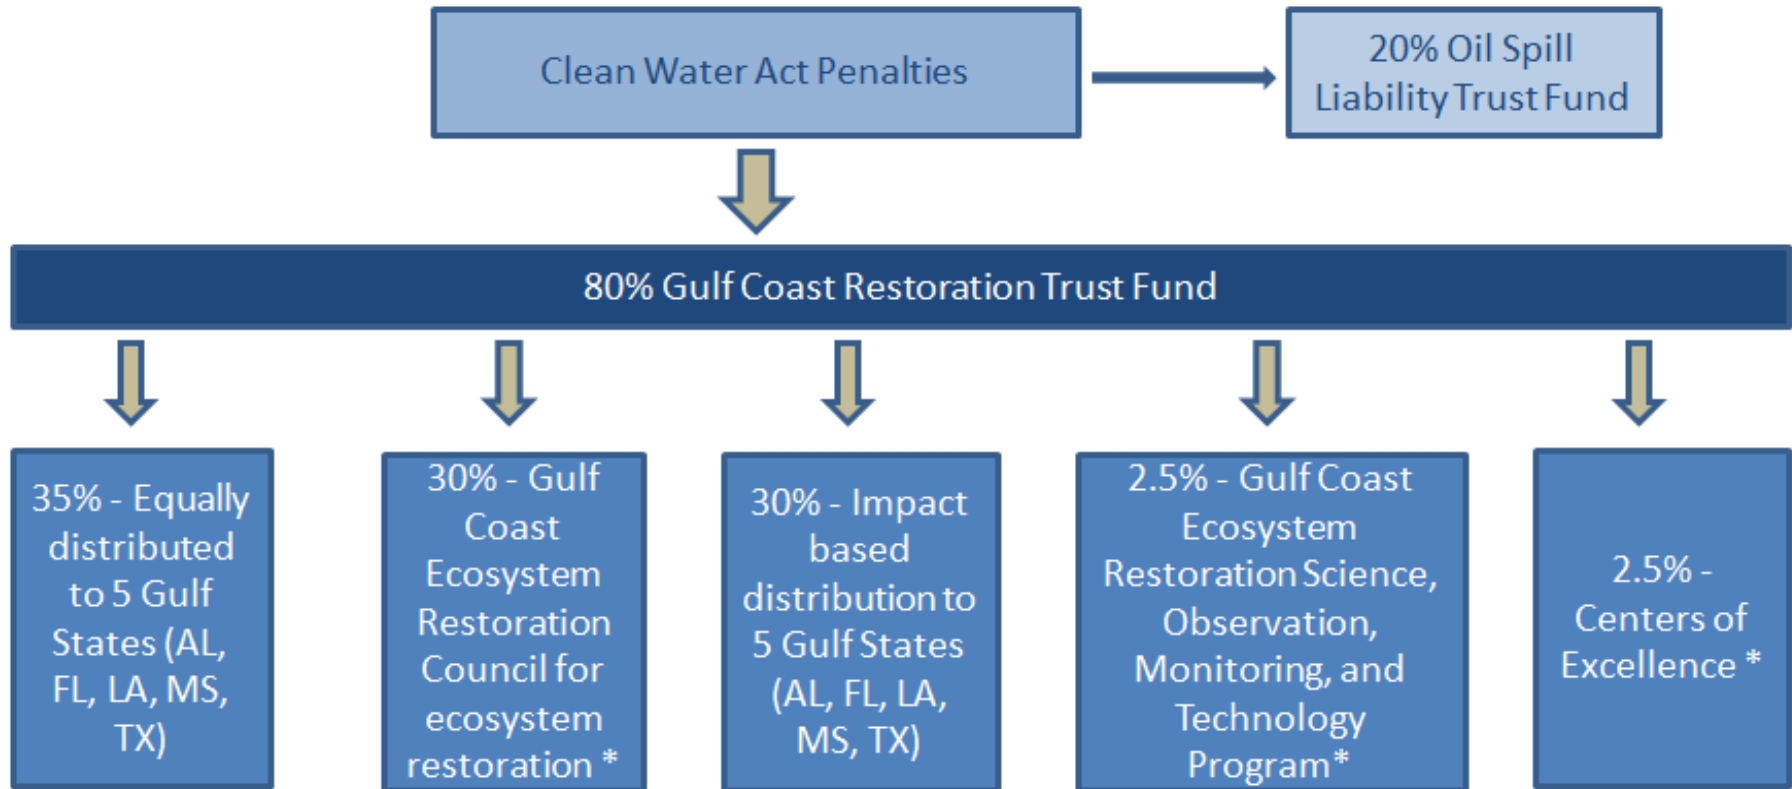 Clean Water Act Penalties
20% Oil Spill
Liability Trust Fund
80% Gulf Coast Restoration Trust Fund
35% - Equally
distributed
to 5 Gulf
States (AL,
FL, LA, MS,
TX)
30% - Gulf
Coast
Ecosystem
Restoration
Council for
ecosystem
restoration *
30% - Impact
based
distribution to
5 Gulf States
(AL, FL, LA,
MS, TX)
2.5% - Gulf Coast
Ecosystem
Restoration Science,
Observation,
Monitoring, and
Technology
Program*
2.5% -
Centers of
Excellence *